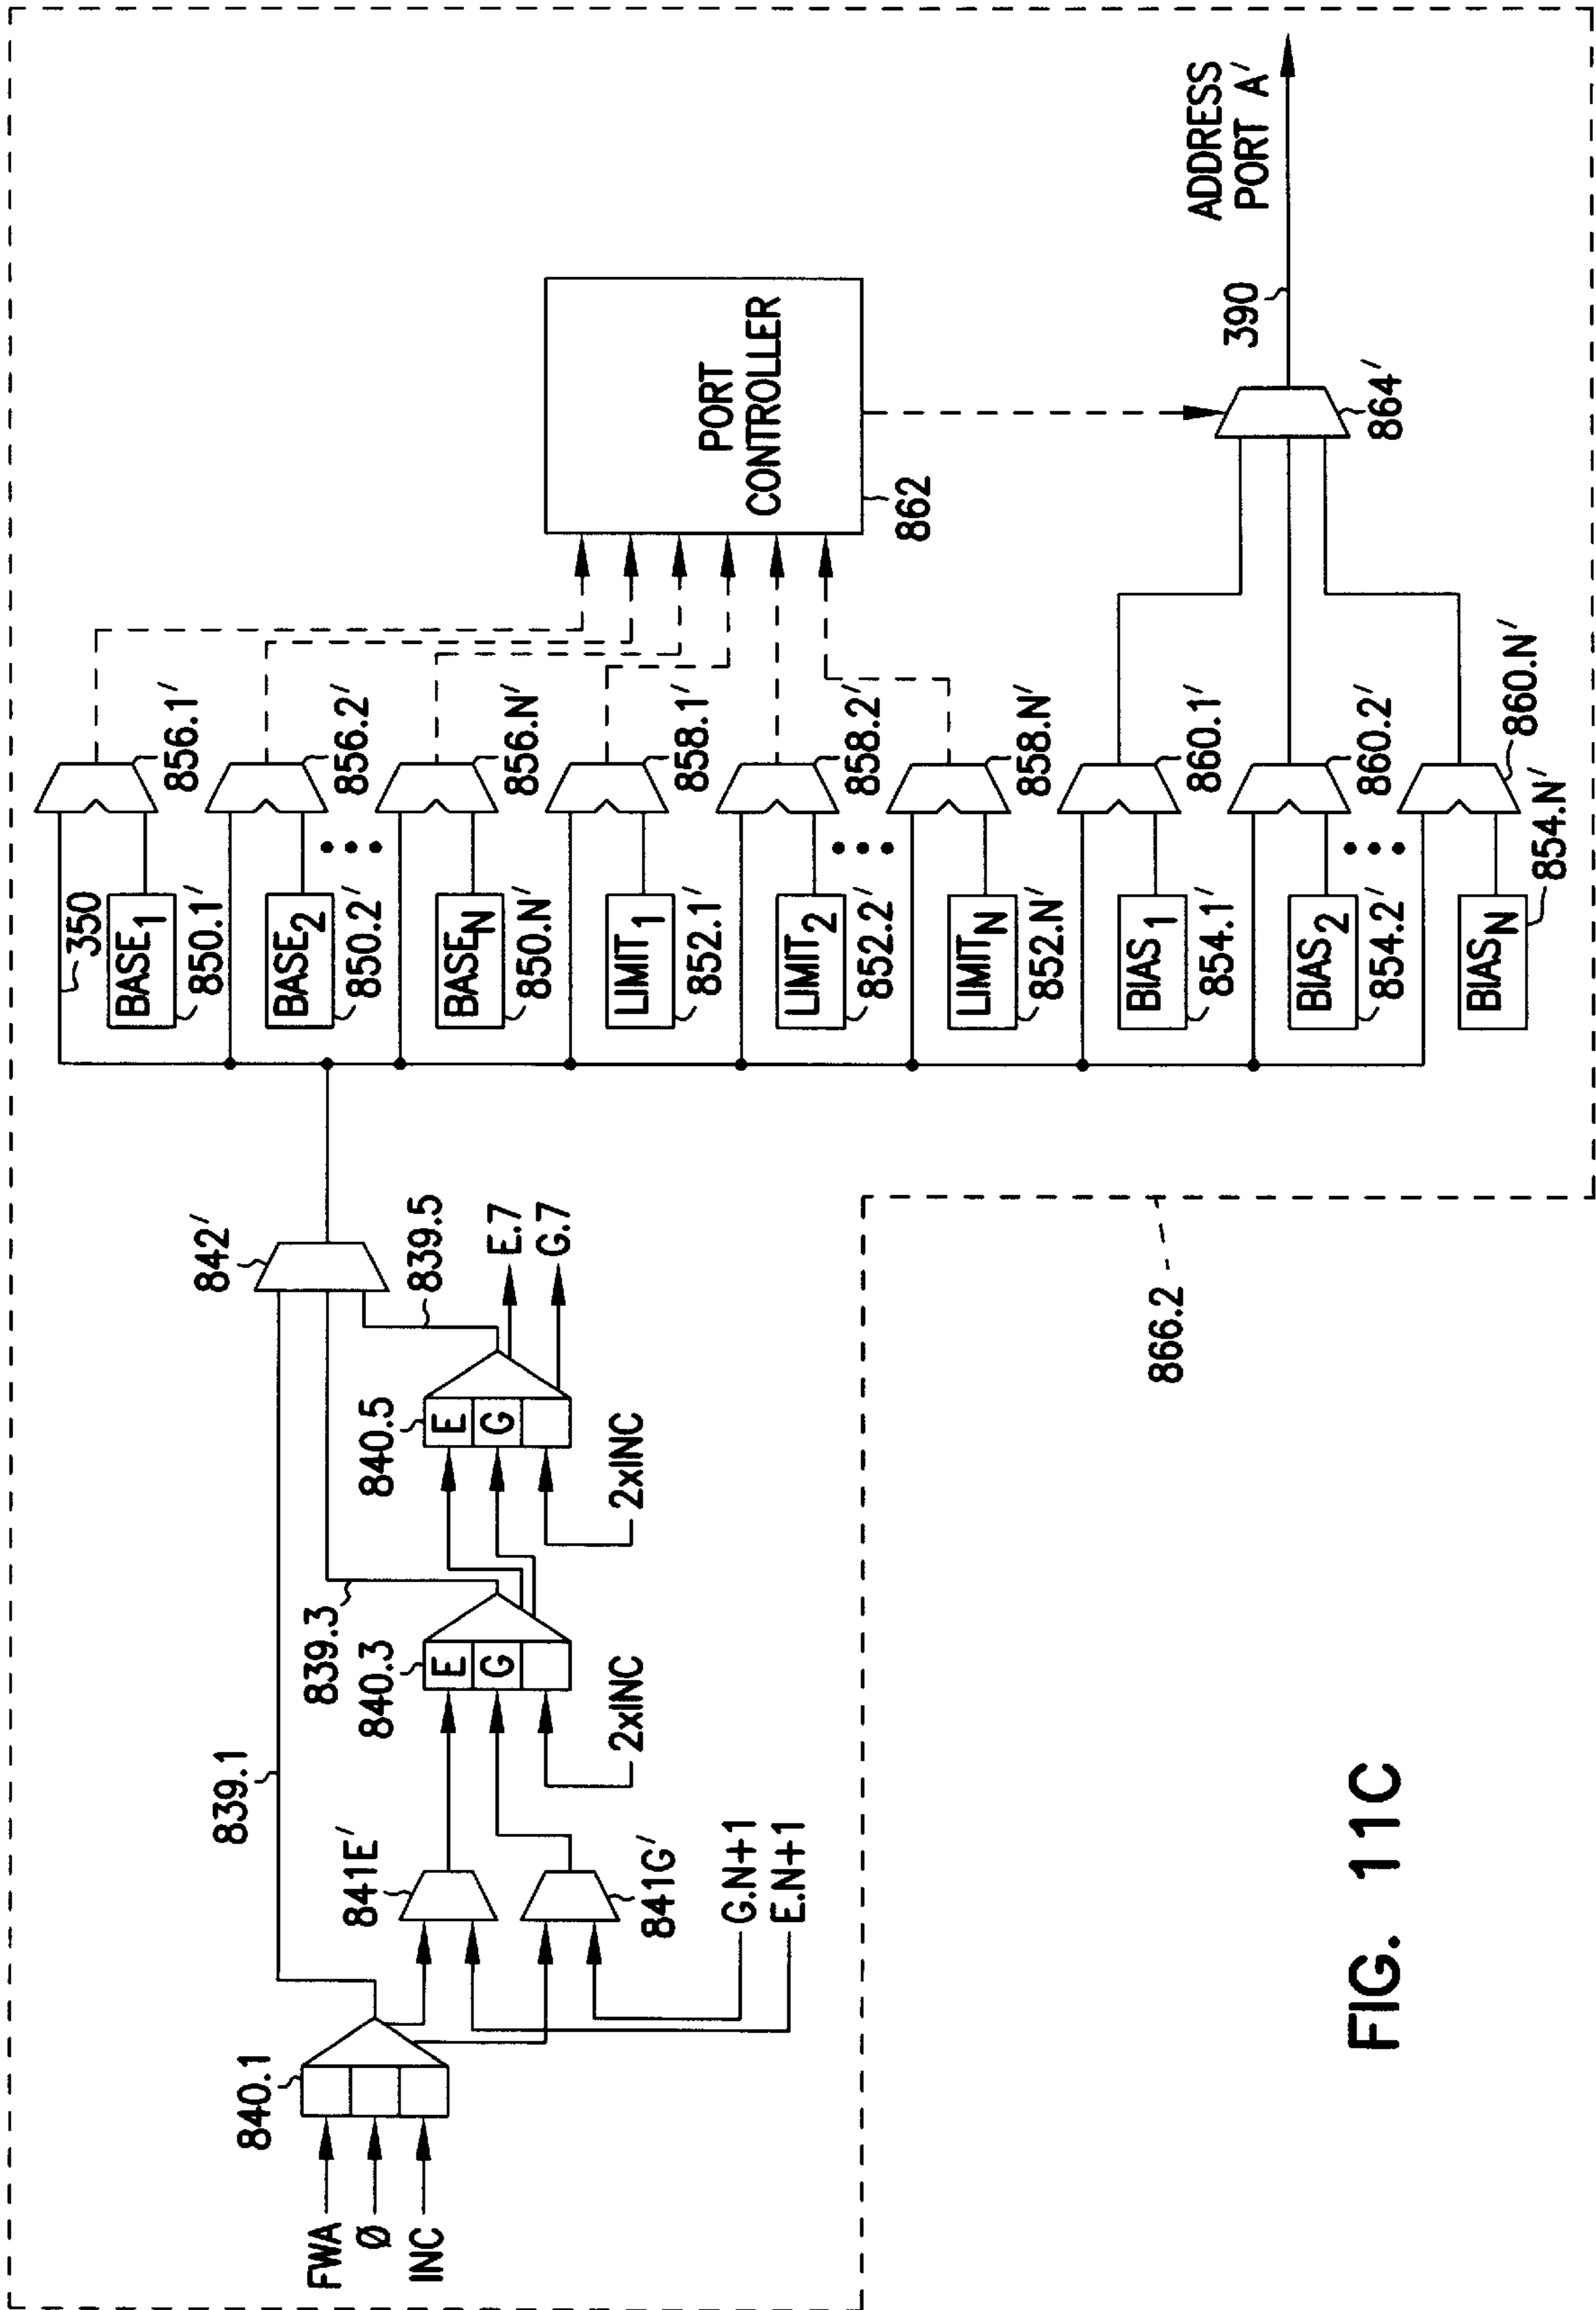 FWA
Ø
INC
840.1
839.1
841E′
841G′
G.N+1
E.N+1
839.3
840.3
E
G
2xINC
840.5
E
G
2xINC
839.5
E.7
G.7
842′
350
BASE1
850.1′
BASE2
850.2′
BASEN
850.N′
LIMIT1
852.1′
LIMIT2
852.2′
LIMITN
852.N′
BIAS1
854.1′
BIAS2
854.2′
BIASN
854.N′
856.1′
856.2′
856.N′
858.1′
858.2′
858.N′
860.1′
860.2′
860.N′
PORT
CONTROLLER
862
864′
390
ADDRESS
PORT A′
866.2
FIG. 11C